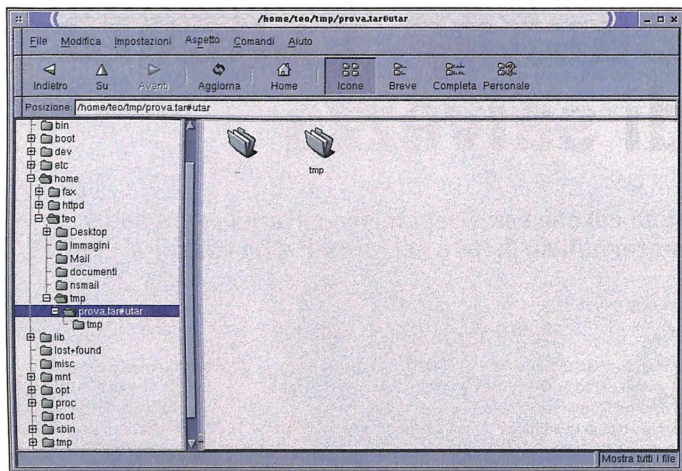 /home/teo/tmp/prova.tar#utar
File Modifica Impostazioni Aspetto Comandi Aiuto
Indietro Su Avanti Aggiorna Home Icone Breve Completa Personale
Posizione /home/teo/tmp/prova.tar#utar
bin
boot
dev
etc
home
fax
httpd
teo
Desktop
Immagini
Mail
documenti
nsmail
tmp
prova.tar#utar
tmp
lib
lost+found
misc
mnt
opt
proc
root
sbin
tmp
..
tmp
Mostra tutti i file